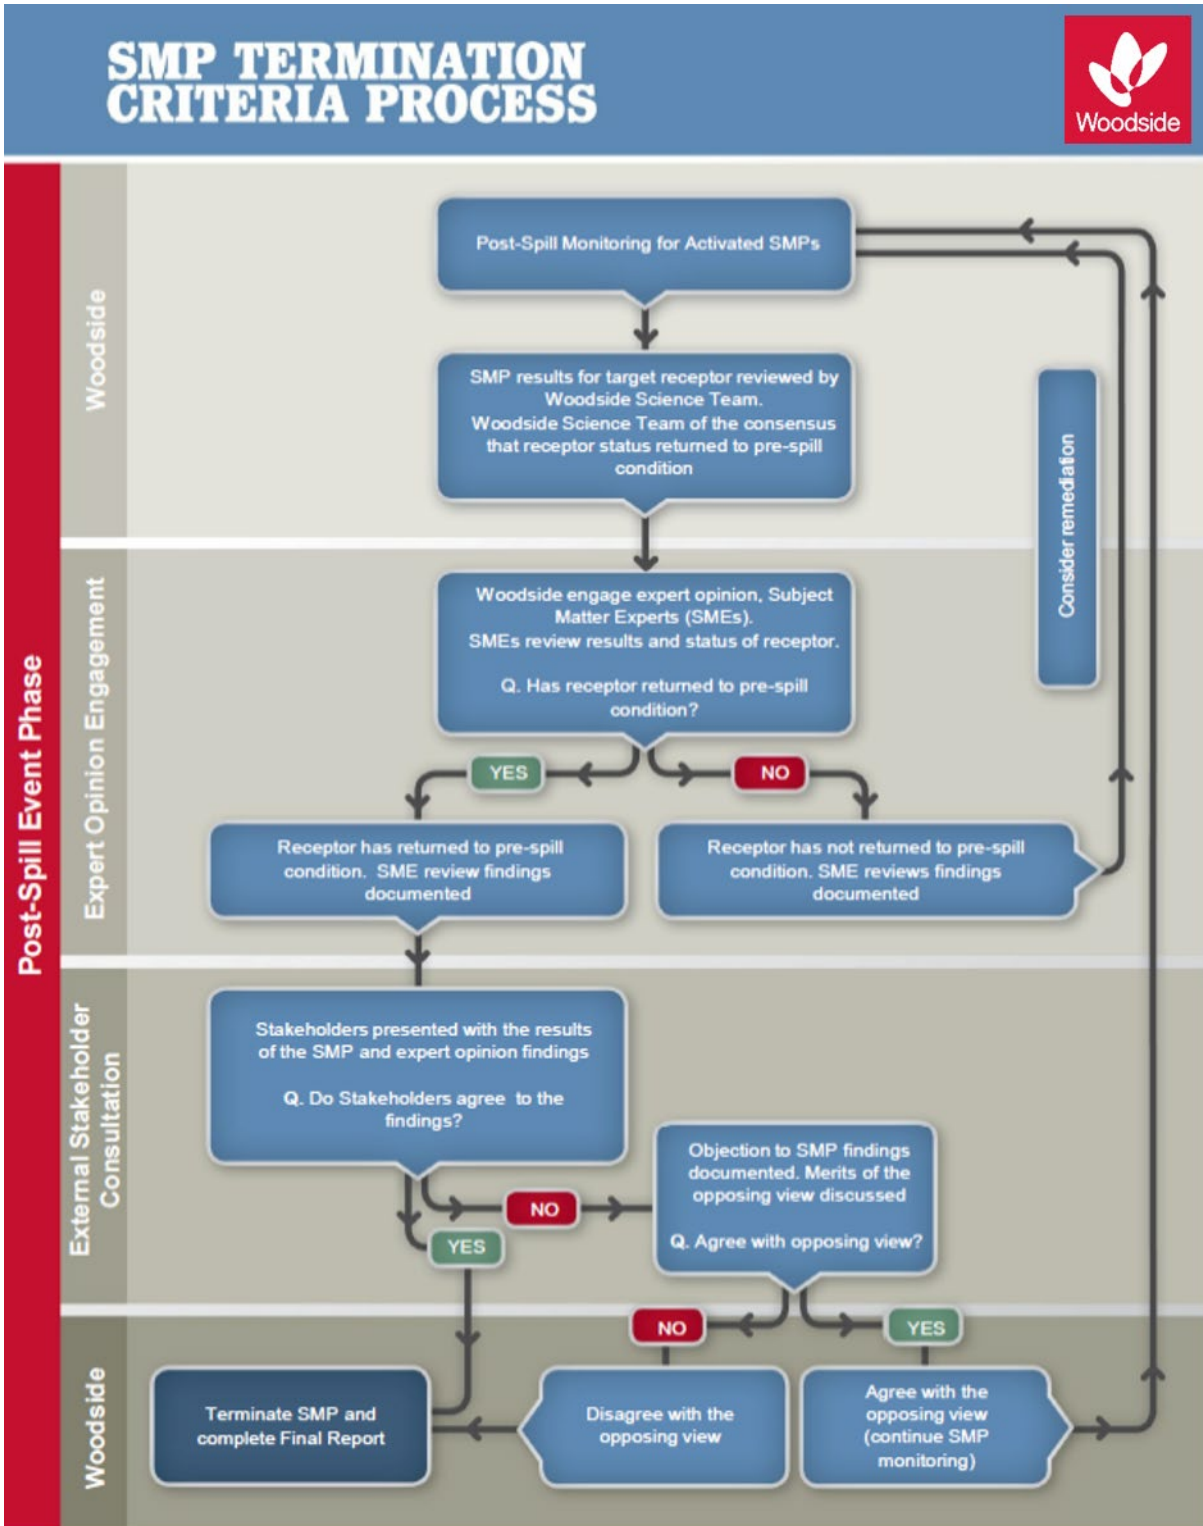 SMP TERMINATION
CRITERIA PROCESS
Woodside
Post-Spill Event Phase
Woodside
Post-Spill Monitoring for Activated SMPs
SMP results for target receptor reviewed by
Woodside Science Team.
Woodside Science Team of the consensus
that receptor status returned to pre-spill
condition
Consider remediation
Expert Opinion Engagement
Woodside engage expert opinion, Subject
Matter Experts (SMEs).
SMEs review results and status of receptor.
Q. Has receptor returned to pre-spill
condition?
YES
NO
Receptor has returned to pre-spill
condition. SME review findings
documented
Receptor has not returned to pre-spill
condition. SME reviews findings
documented
External Stakeholder
Consultation
Stakeholders presented with the results
of the SMP and expert opinion findings
Q. Do Stakeholders agree to the
findings?
NO
YES
Objection to SMP findings
documented. Merits of the
opposing view discussed
Q. Agree with opposing view?
NO
YES
Woodside
Terminate SMP and
complete Final Report
Disagree with the
opposing view
Agree with the
opposing view
(continue SMP
monitoring)